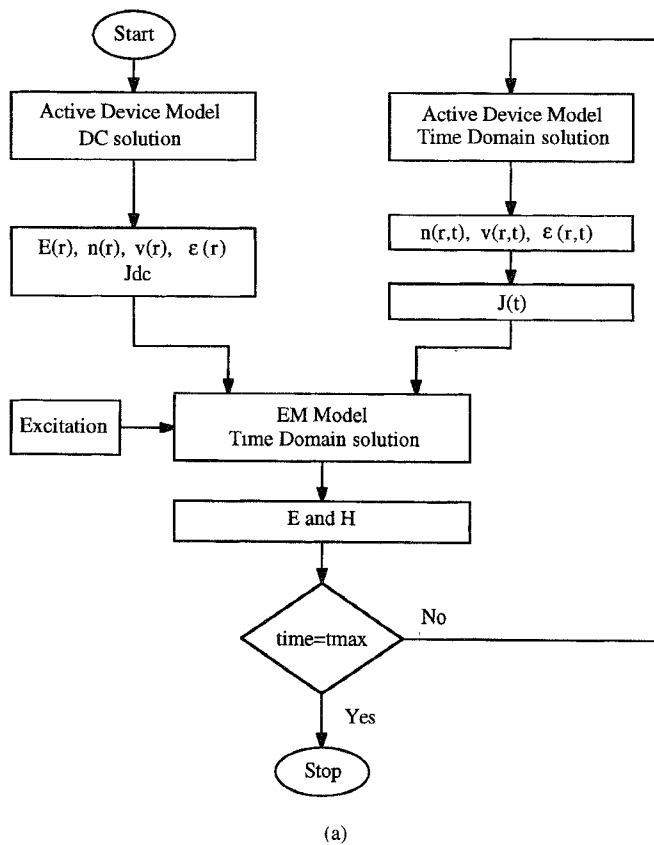 Start
Active Device Model
DC solution
E(r), n(r), v(r), ε(r)
Jdc
Active Device Model
Time Domain solution
n(r,t), v(r,t), ε(r,t)
J(t)
Excitation
EM Model
Time Domain solution
E and H
time=tmax
No
Yes
Stop
(a)